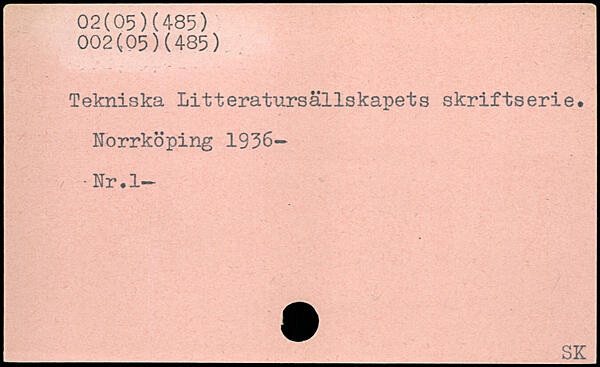 02(05)(485)
002(05)(485)
Tekniska Litteratursällskapets skriftserie.
Norrköping 1936-
Nr.1-
SK